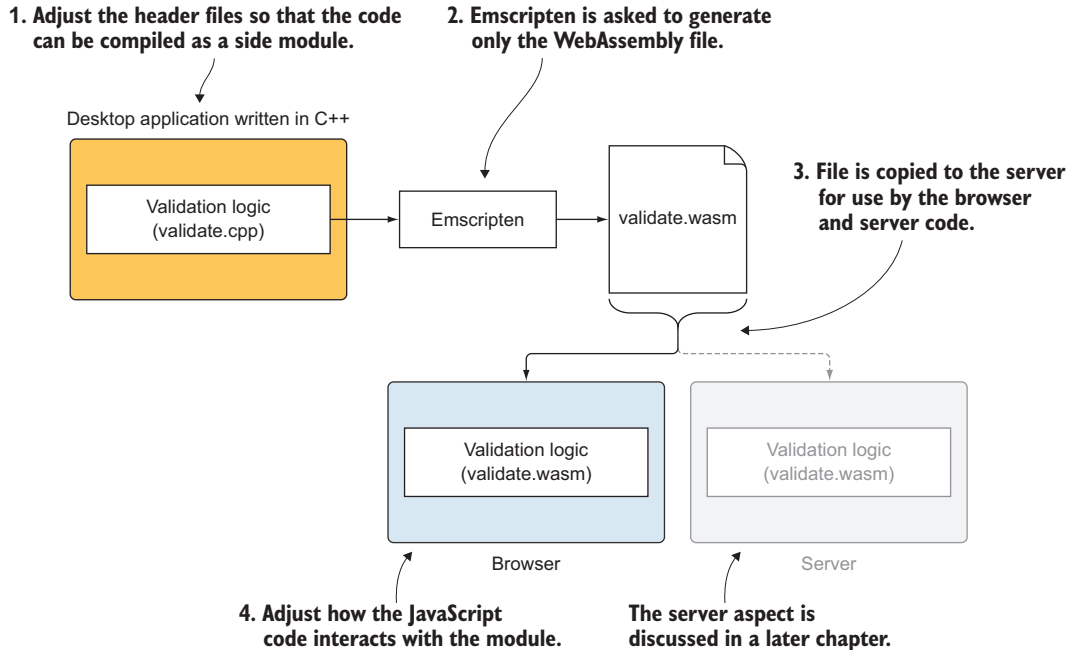 1. Adjust the header files so that the code
can be compiled as a side module.
2. Emscripten is asked to generate
only the WebAssembly file.
Desktop application written in C++
Validation logic
(validate.cpp)
Emscripten
validate.wasm
3. File is copied to the server
for use by the browser
and server code.
Validation logic
(validate.wasm)
Validation logic
(validate.wasm)
Browser
Server
4. Adjust how the JavaScript
code interacts with the module.
The server aspect is
discussed in a later chapter.